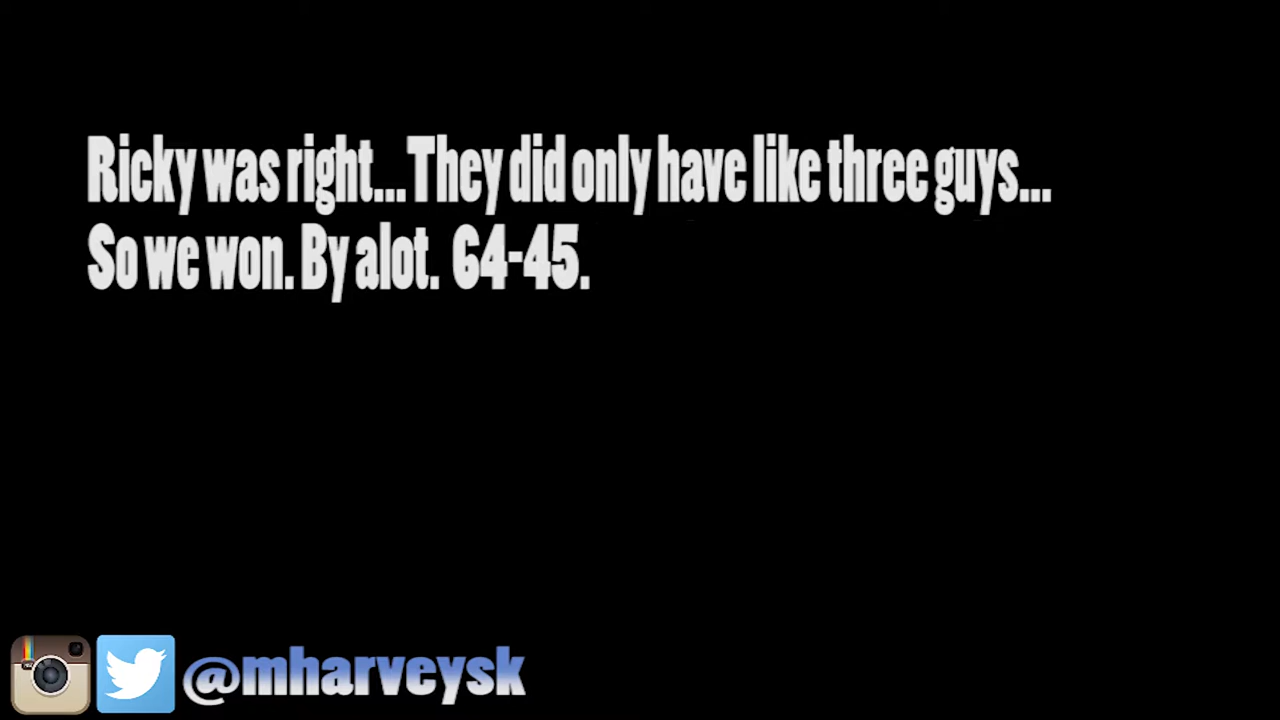 Ricky was right... They did only have like three guys...
So we won. By alot. 64-45.
@mharveysk